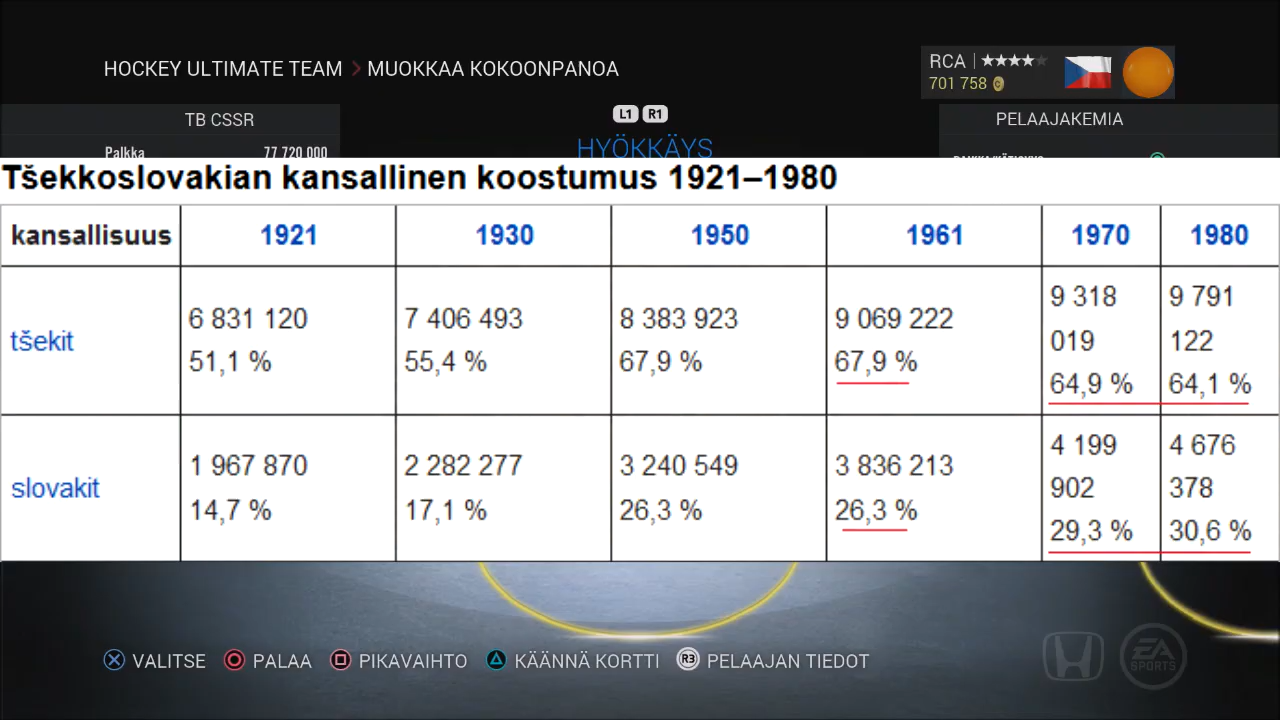 HOCKEY ULTIMATE TEAM > MUOKKAA KOKOONPANOA
RCA | ★★★★★
701 758
TB CSSR
L1 R1
PELAAJAKEMIA
Palkka 77 720 000
HYÖKKÄYS
Tšekkoslovakian kansallinen koostumus 1921–1980
kansallisuus 1921 1930 1950 1961 1970 1980
tšekit
6 831 120
51,1 %
7 406 493
55,4 %
8 383 923
67,9 %
9 069 222
67,9 %
9 318
019
64,9 %
9 791
122
64,1 %
slovakit
1 967 870
14,7 %
2 282 277
17,1 %
3 240 549
26,3 %
3 836 213
26,3 %
4 199
902
29,3 %
4 676
378
30,6 %
VALITSE PALAA PIKAVAIHTO KÄÄNNÄ KORTTI R3 PELAAJAN TIEDOT
EA
SPORTS